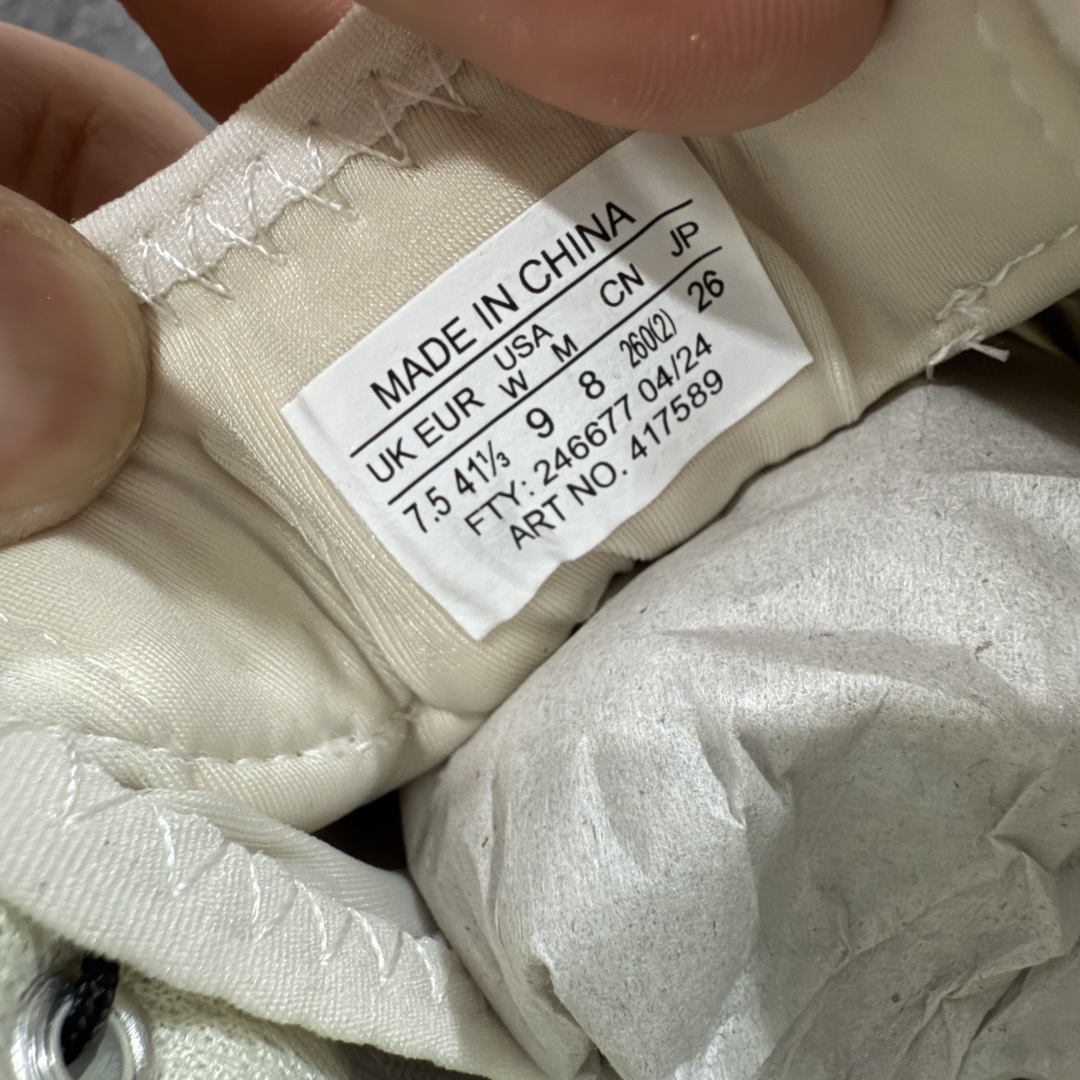 MADE IN CHINA
UK EUR USA W M CN JP
7.5 41⅓ 9 8 260(2) 26
FTY: 246677 04/24
ART NO. 417589